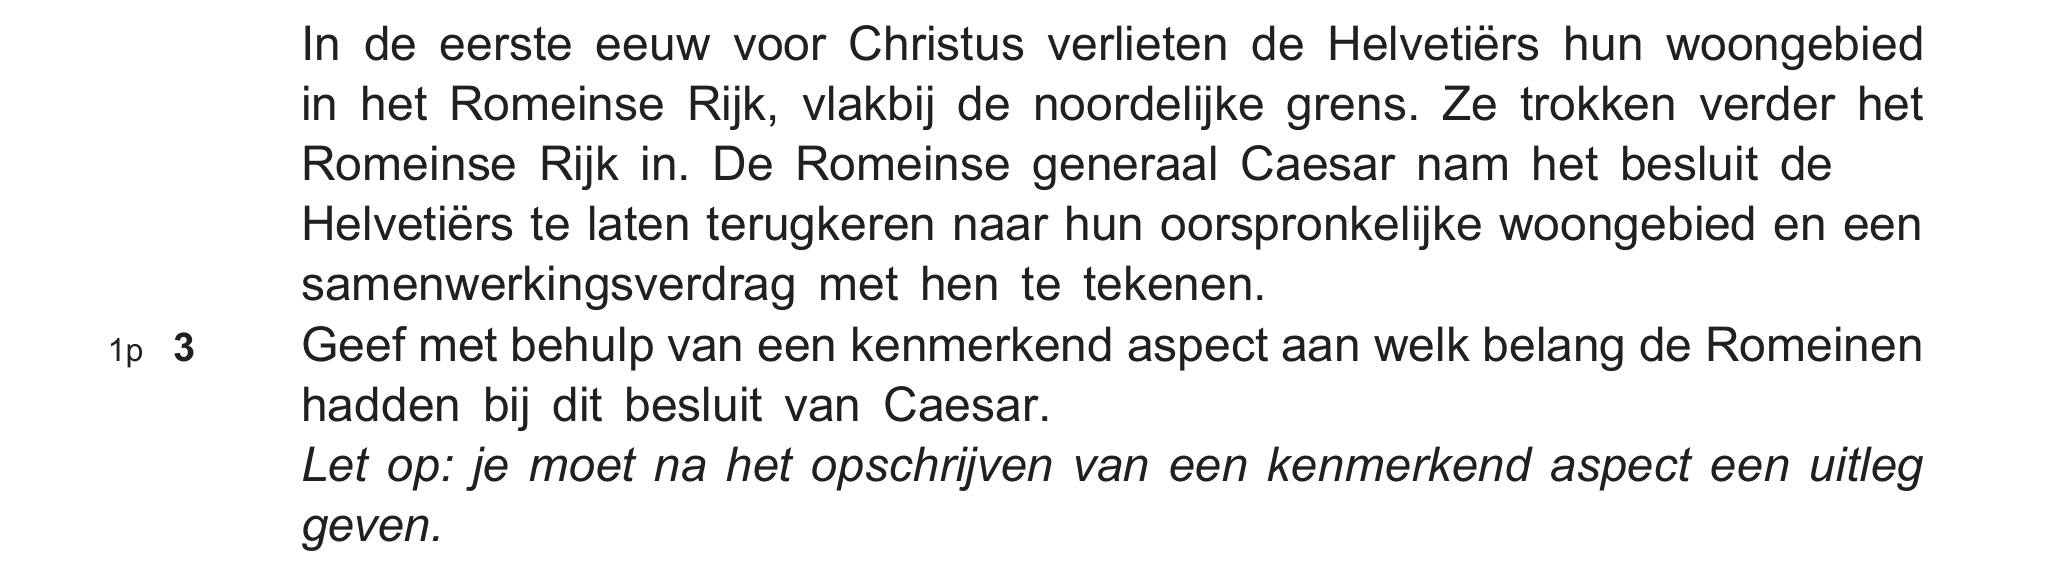 In de eerste eeuw voor Christus verlieten de Helvetiërs hun woongebied
in het Romeinse Rijk, vlakbij de noordelijke grens. Ze trokken verder het
Romeinse Rijk in. De Romeinse generaal Caesar nam het besluit de
Helvetiërs te laten terugkeren naar hun oorspronkelijke woongebied en een
samenwerkingsverdrag met hen te tekenen.
1p 3 Geef met behulp van een kenmerkend aspect aan welk belang de Romeinen
hadden bij dit besluit van Caesar.
Let op: je moet na het opschrijven van een kenmerkend aspect een uitleg
geven.